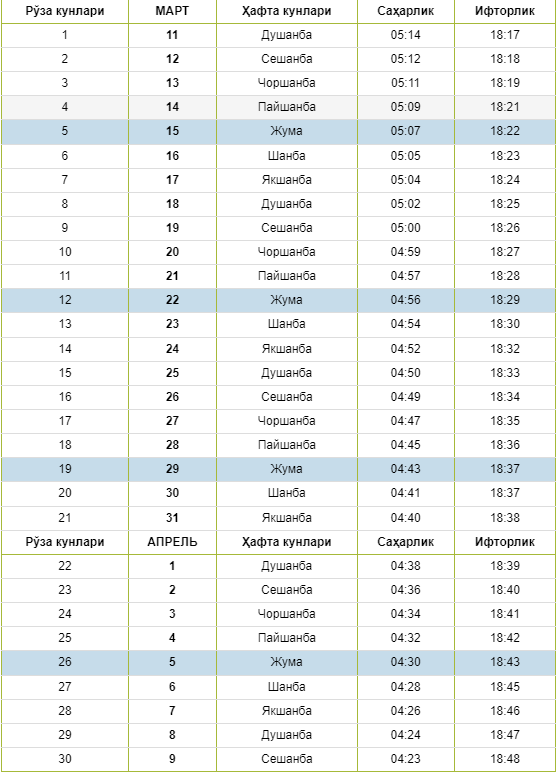 Рўза кунлари МАРТ Ҳафта кунлари Саҳарлик Ифторлик
1 11 Душанба 05:14 18:17
2 12 Сешанба 05:12 18:18
3 13 Чоршанба 05:11 18:19
4 14 Пайшанба 05:09 18:21
5 15 Жума 05:07 18:22
6 16 Шанба 05:05 18:23
7 17 Якшанба 05:04 18:24
8 18 Душанба 05:02 18:25
9 19 Сешанба 05:00 18:26
10 20 Чоршанба 04:59 18:27
11 21 Пайшанба 04:57 18:28
12 22 Жума 04:56 18:29
13 23 Шанба 04:54 18:30
14 24 Якшанба 04:52 18:32
15 25 Душанба 04:50 18:33
16 26 Сешанба 04:49 18:34
17 27 Чоршанба 04:47 18:35
18 28 Пайшанба 04:45 18:36
19 29 Жума 04:43 18:37
20 30 Шанба 04:41 18:37
21 31 Якшанба 04:40 18:38
Рўза кунлари АПРЕЛЬ Ҳафта кунлари Саҳарлик Ифторлик
22 1 Душанба 04:38 18:39
23 2 Сешанба 04:36 18:40
24 3 Чоршанба 04:34 18:41
25 4 Пайшанба 04:32 18:42
26 5 Жума 04:30 18:43
27 6 Шанба 04:28 18:45
28 7 Якшанба 04:26 18:46
29 8 Душанба 04:24 18:47
30 9 Сешанба 04:23 18:48